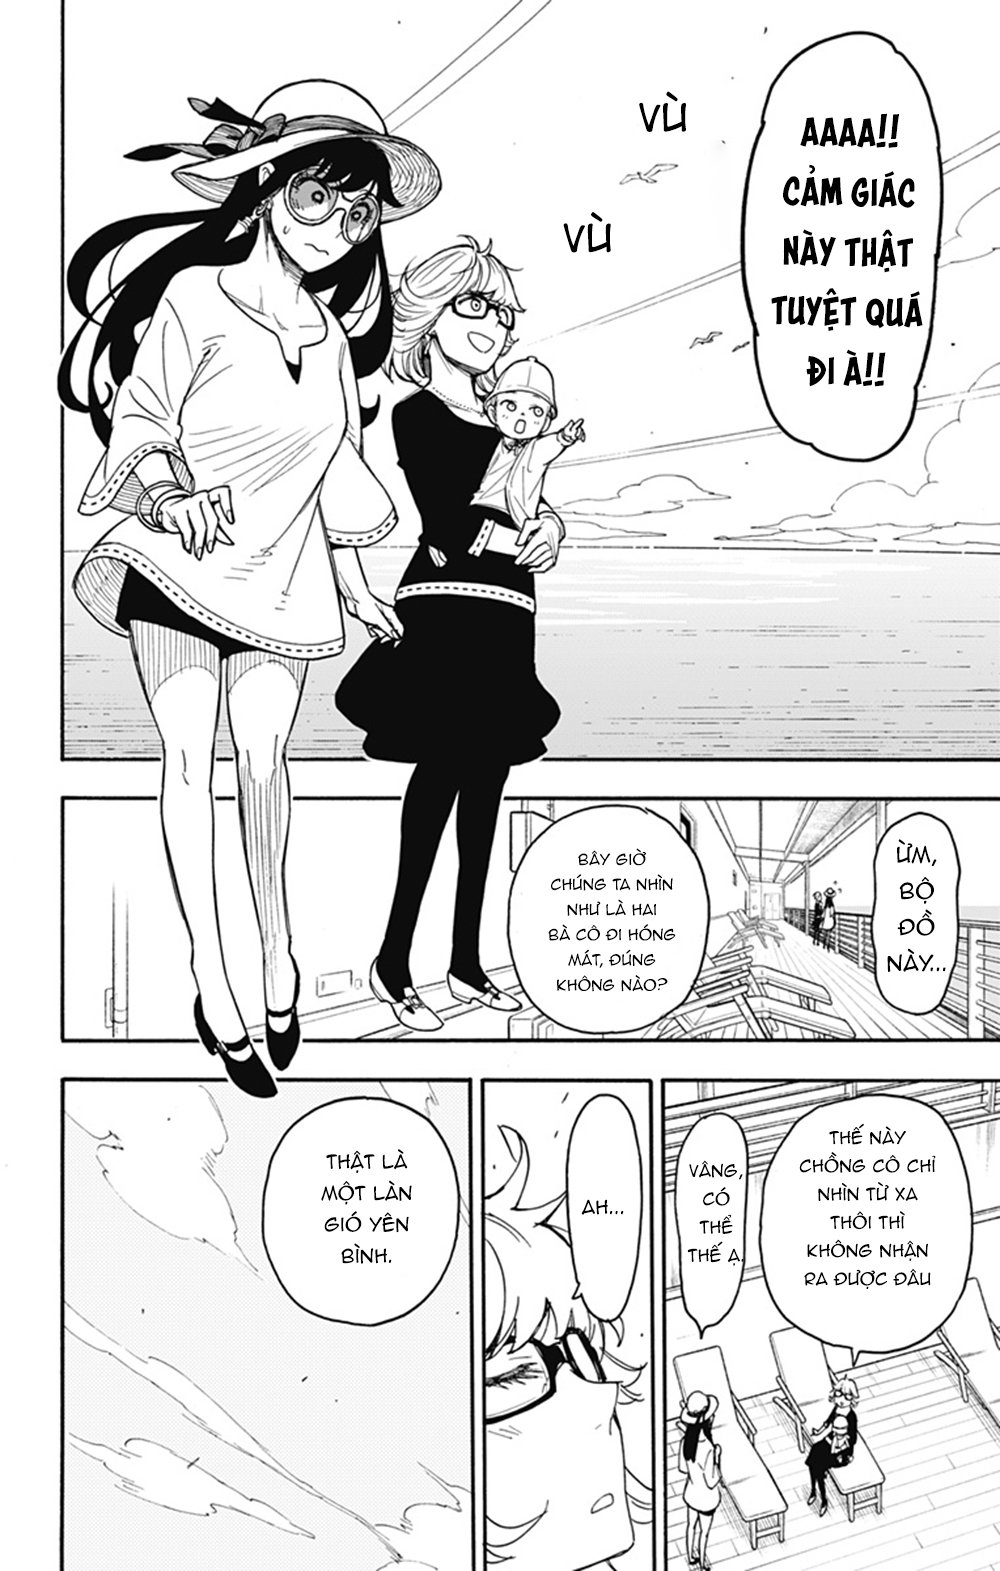 AAAA!!
CẢM GIÁC
NÀY THẬT
TUYỆT QUÁ
ĐI À!!
VÙ
VÙ
ỪM,
BỘ
ĐỒ
NÀY...
BÂY GIỜ
CHÚNG TA NHÌN
NHƯ LÀ HAI
BÀ CÔ ĐI HÓNG
MÁT, ĐÚNG
KHÔNG NÀO?
THẾ NÀY
CHỒNG CÔ CHỈ
NHÌN TỪ XA
THÔI THÌ
KHÔNG NHẬN
RA ĐƯỢC ĐÂU
VÂNG,
CÓ
THỂ
THẾ Ạ.
AH...
THẬT LÀ
MỘT LÀN
GIÓ YÊN
BÌNH.